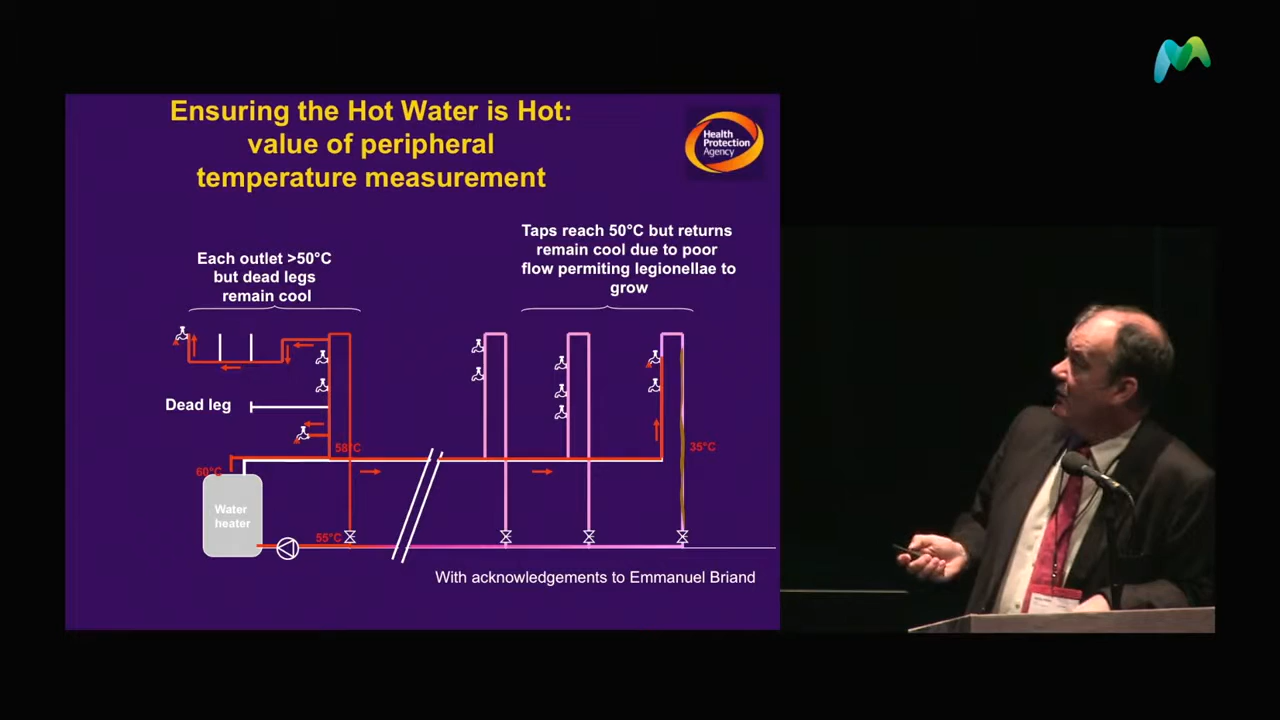 Ensuring the Hot Water is Hot:
value of peripheral
temperature measurement
Health
Protection
Agency
Each outlet >50°C
but dead legs
remain cool
Taps reach 50°C but returns
remain cool due to poor
flow permiting legionellae to
grow
Dead leg
58°C
35°C
60°C
Water
heater
55°C
With acknowledgements to Emmanuel Briand